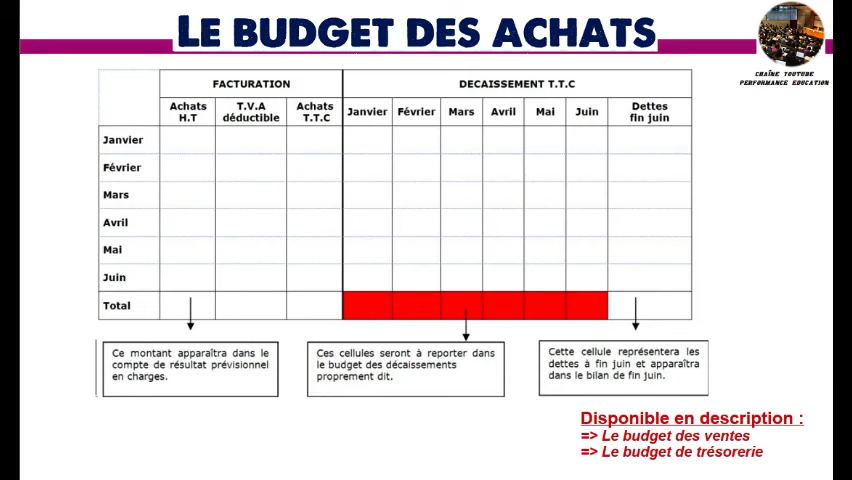 LE BUDGET DES ACHATS
CHAÎNE YOUTUBE
PERFORMANCE EDUCATION
FACTURATION DECAISSEMENT T.T.C
Achats H.T T.V.A déductible Achats T.T.C Janvier Février Mars Avril Mai Juin Dettes fin juin
Janvier
Février
Mars
Avril
Mai
Juin
Total
Ce montant apparaîtra dans le
compte de résultat prévisionnel
en charges.
Ces cellules seront à reporter dans
le budget des décaissements
proprement dit.
Cette cellule représentera les
dettes à fin juin et apparaîtra
dans le bilan de fin juin.
Disponible en description :
=> Le budget des ventes
=> Le budget de trésorerie